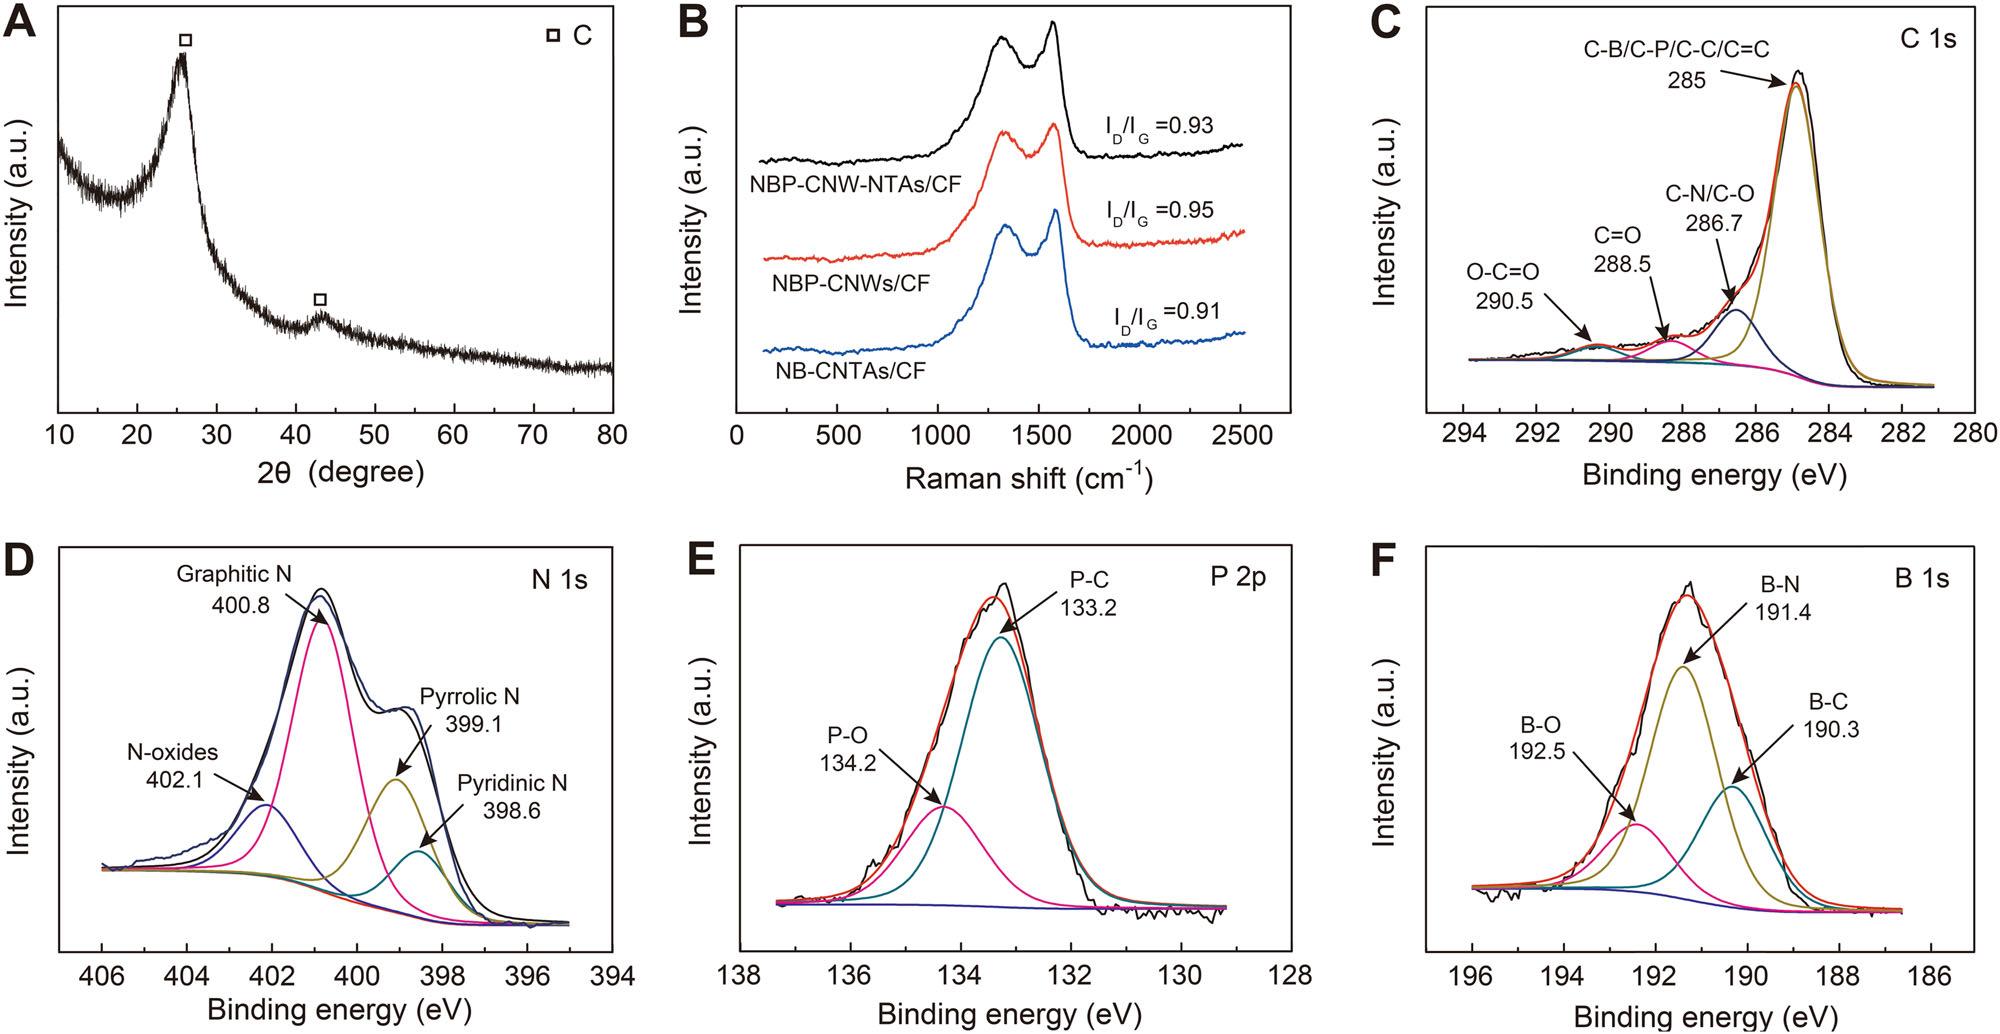 A
C
Intensity (a.u.)
10 20 30 40 50 60 70 80
2θ (degree)
B
I_D/I_G =0.93
NBP-CNW-NTAs/CF
I_D/I_G =0.95
NBP-CNWs/CF
I_D/I_G =0.91
NB-CNTAs/CF
Intensity (a.u.)
0 500 1000 1500 2000 2500
Raman shift (cm⁻¹)
C
C 1s
C-B/C-P/C-C/C=C
285
C-N/C-O
286.7
C=O
288.5
O-C=O
290.5
Intensity (a.u.)
294 292 290 288 286 284 282 280
Binding energy (eV)
D
N 1s
Graphitic N
400.8
Pyrrolic N
399.1
N-oxides
402.1
Pyridinic N
398.6
Intensity (a.u.)
406 404 402 400 398 396 394
Binding energy (eV)
E
P 2p
P-C
133.2
P-O
134.2
Intensity (a.u.)
138 136 134 132 130 128
Binding energy (eV)
F
B 1s
B-N
191.4
B-C
190.3
B-O
192.5
Intensity (a.u.)
196 194 192 190 188 186
Binding energy (eV)